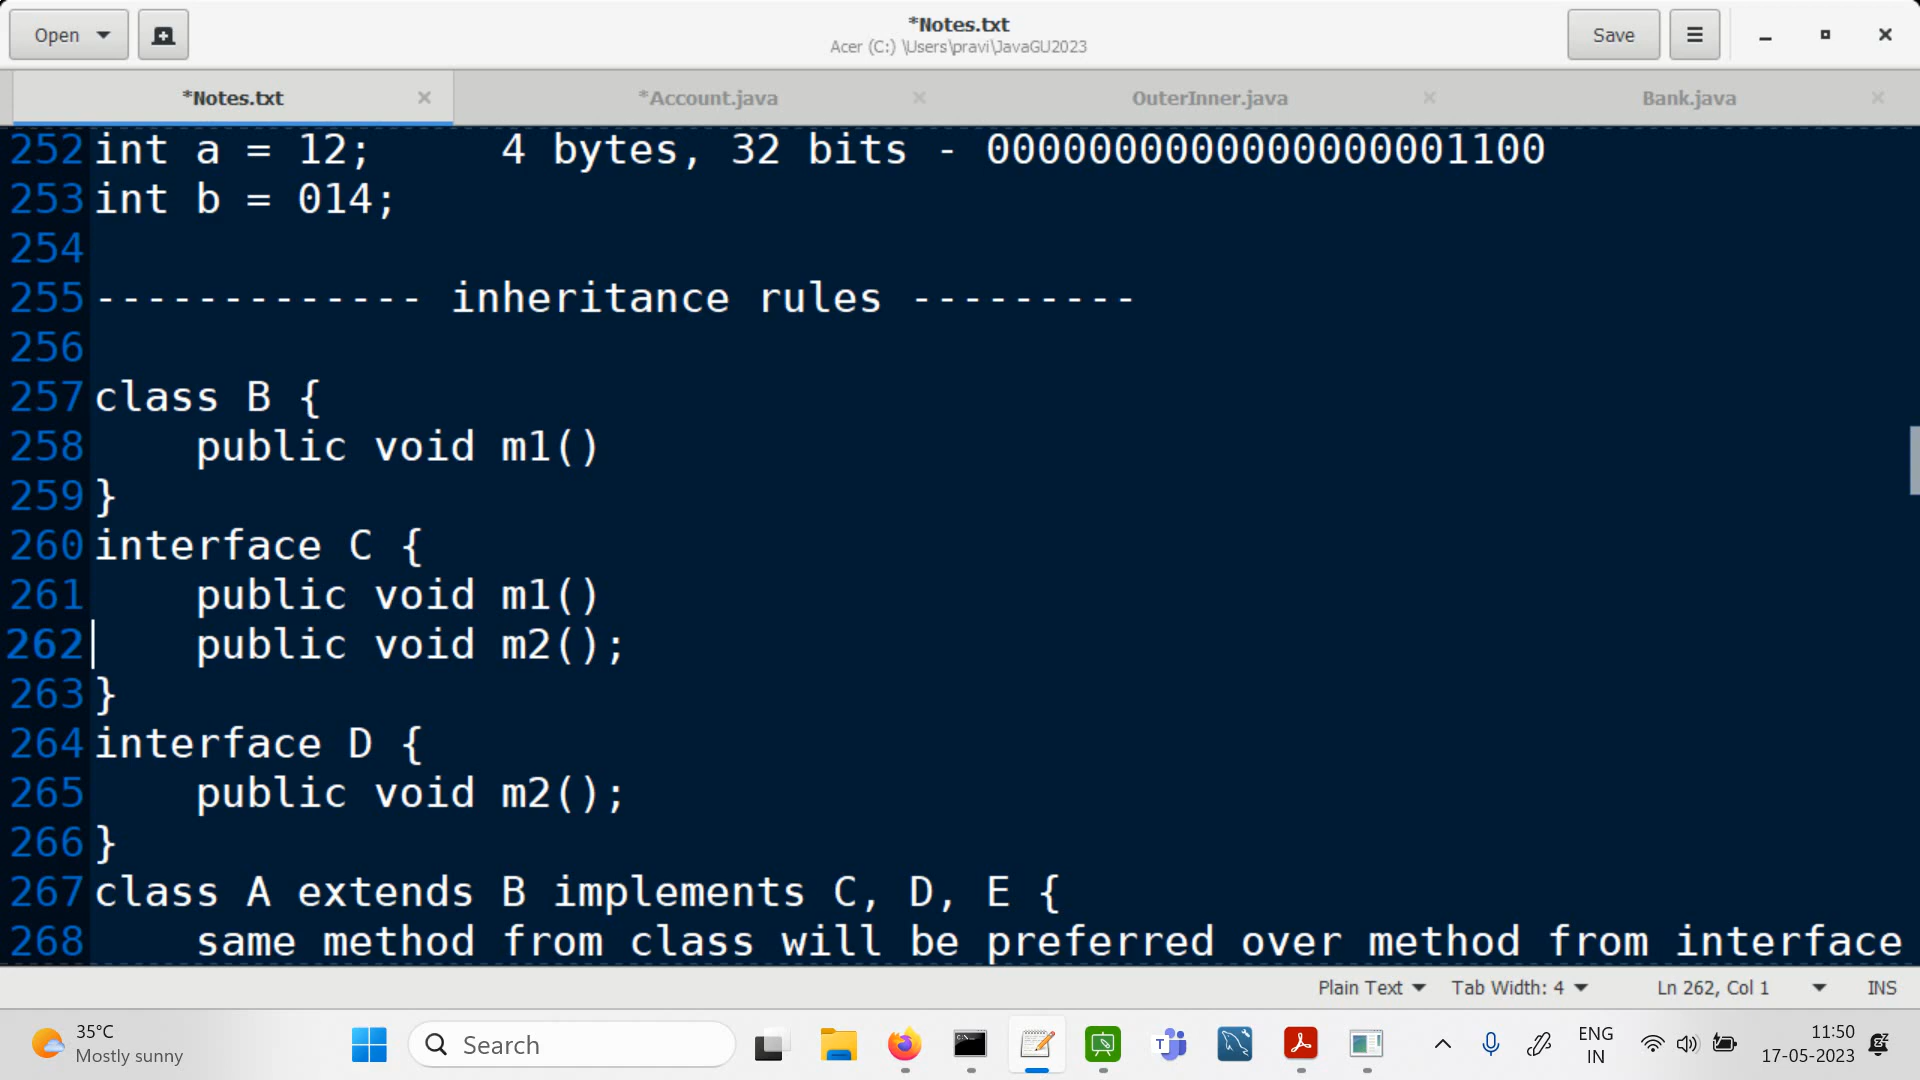 Open
*Notes.txt
Acer (C:) \Users\pravi\JavaGU2023
Save
*Notes.txt
*Account.java
OuterInner.java
Bank.java
252 int a = 12;     4 bytes, 32 bits - 0000000000000000001100
253 int b = 014;
254
255 ------------- inheritance rules ---------
256
257 class B {
258     public void m1()
259 }
260 interface C {
261     public void m1()
262     public void m2();
263 }
264 interface D {
265     public void m2();
266 }
267 class A extends B implements C, D, E {
268     same method from class will be preferred over method from interface
Plain Text
Tab Width: 4
Ln 262, Col 1
INS
35°C
Mostly sunny
Search
ENG
IN
11:50
17-05-2023